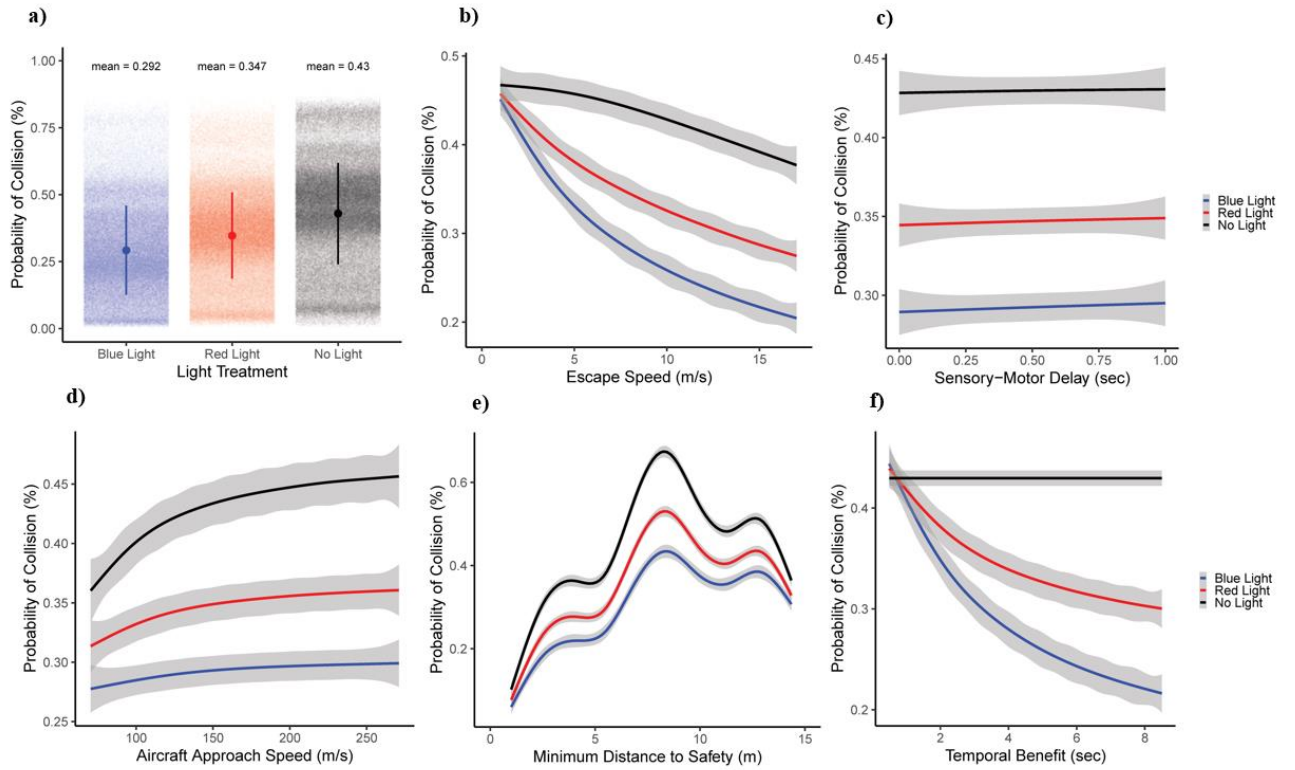 a)
Probability of Collision (%)
1.00
0.75
0.50
0.25
0.00
mean = 0.292
mean = 0.347
mean = 0.43
Blue Light
Red Light
No Light
Light Treatment
b)
Probability of Collision (%)
0.5
0.4
0.3
0.2
0
5
10
15
Escape Speed (m/s)
c)
Probability of Collision (%)
0.45
0.40
0.35
0.30
0.00
0.25
0.50
0.75
1.00
Sensory−Motor Delay (sec)
Blue Light
Red Light
No Light
d)
Probability of Collision (%)
0.45
0.40
0.35
0.30
0.25
100
150
200
250
Aircraft Approach Speed (m/s)
e)
Probability of Collision (%)
0.6
0.4
0.2
0
5
10
15
Minimum Distance to Safety (m)
f)
Probability of Collision (%)
0.4
0.3
0.2
2
4
6
8
Temporal Benefit (sec)
Blue Light
Red Light
No Light